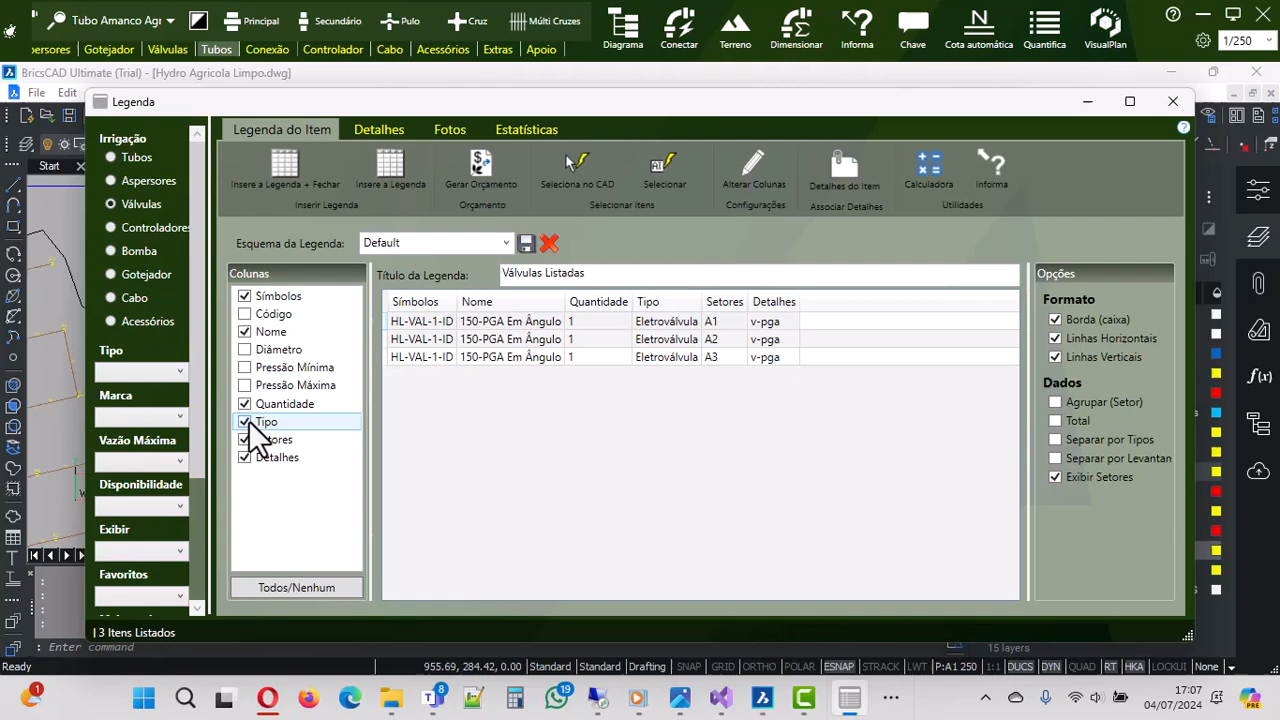 Tubo Amanco Agr
Principal
Secundário
Pulo
Cruz
Múlti Cruzes
persores
Gotejador
Válvulas
Tubos
Conexão
Controlador
Cabo
Acessórios
Extras
Apoio
Diagrama
Conectar
Terreno
Dimensionar
Informa
Chave
Cota automática
Quantifica
VisualPlan
1/250
BricsCAD Ultimate (Trial) - [Hydro Agricola Limpo.dwg]
File
Edit
Start
Legenda
Irrigação
Tubos
Aspersores
Válvulas
Controladores
Bomba
Gotejador
Cabo
Acessórios
Tipo
Marca
Vazão Máxima
Disponibilidad
Exibir
Favoritos
Legenda do Item
Detalhes
Fotos
Estatísticas
Insere a Legenda + Fechar
Insere a Legenda
Inserir Legenda
Gerar Orçamento
Orçamento
Seleciona no CAD
Selecionar
Selecionar itens
Alterar Colunas
Configurações
Detalhes do Item
Associar Detalhes
Calculadora
Informa
Utilidades
Esquema da Legenda:
Default
Colunas
Símbolos
Código
Nome
Diâmetro
Pressão Mínima
Pressão Máxima
Quantidade
Tipo
tores
Detalhes
Todos/Nenhum
Título da Legenda:
Válvulas Listadas
Símbolos Nome Quantidade Tipo Setores Detalhes
HL-VAL-1-ID 150-PGA Em Ângulo 1 Eletroválvula A1 v-pga
HL-VAL-1-ID 150-PGA Em Ângulo 1 Eletroválvula A2 v-pga
HL-VAL-1-ID 150-PGA Em Ângulo 1 Eletroválvula A3 v-pga
Opções
Formato
Borda (caixa)
Linhas Horizontais
Linhas Verticais
Dados
Agrupar (Setor)
Total
Separar por Tipos
Separar por Levantan
Exibir Setores
3 Itens Listados
: Enter command
15 layers
Ready
955.69, 284.42, 0.00 Standard Standard Drafting SNAP GRID ORTHO POLAR ESNAP STRACK LWT P:A1 250 1:1 DUCS DYN QUAD RT HKA LOCKUI None
1
8
19
17:07
04/07/2024
PRE